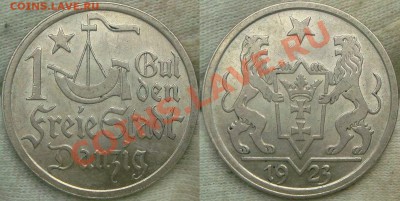 COINS.LAVE.RU
1 Gul
den
Freie Stadt
Danzig
1923
COINS.LAVE.RU